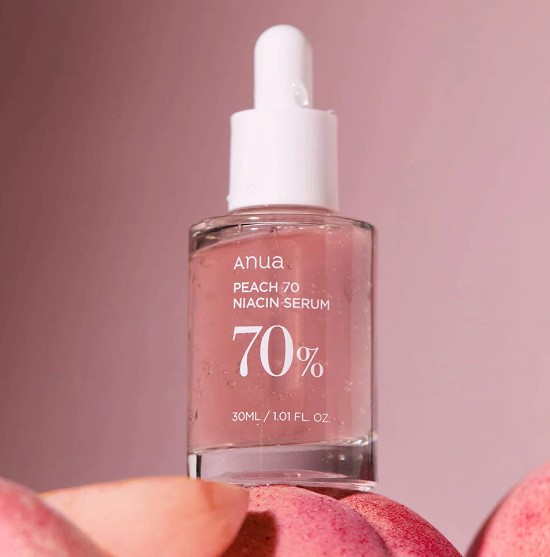 Anua
PEACH 70
NIACIN SERUM
70%
30ML / 1.01 FL. OZ.